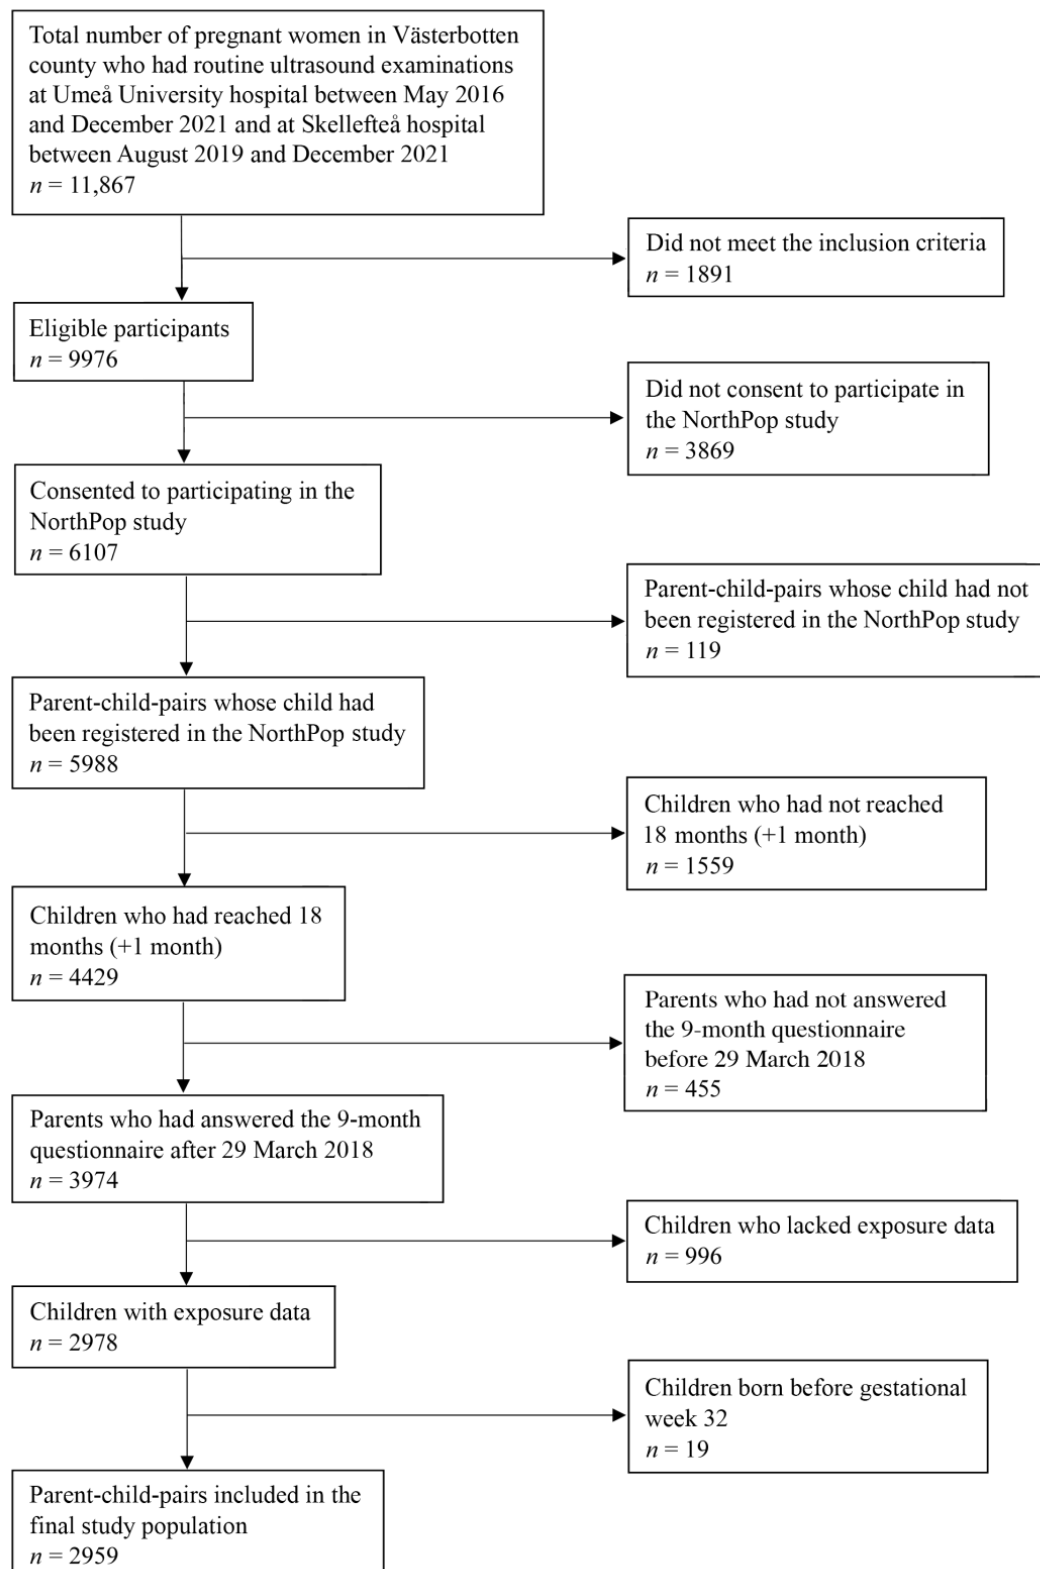 Total number of pregnant women in Västerbotten
county who had routine ultrasound examinations
at Umeå University hospital between May 2016
and December 2021 and at Skellefteå hospital
between August 2019 and December 2021
n = 11,867
Did not meet the inclusion criteria
n = 1891
Eligible participants
n = 9976
Did not consent to participate in
the NorthPop study
n = 3869
Consented to participating in the
NorthPop study
n = 6107
Parent-child-pairs whose child had not
been registered in the NorthPop study
n = 119
Parent-child-pairs whose child had
been registered in the NorthPop study
n = 5988
Children who had not reached
18 months (+1 month)
n = 1559
Children who had reached 18
months (+1 month)
n = 4429
Parents who had not answered
the 9-month questionnaire
before 29 March 2018
n = 455
Parents who had answered the 9-month
questionnaire after 29 March 2018
n = 3974
Children who lacked exposure data
n = 996
Children with exposure data
n = 2978
Children born before gestational
week 32
n = 19
Parent-child-pairs included in the
final study population
n = 2959